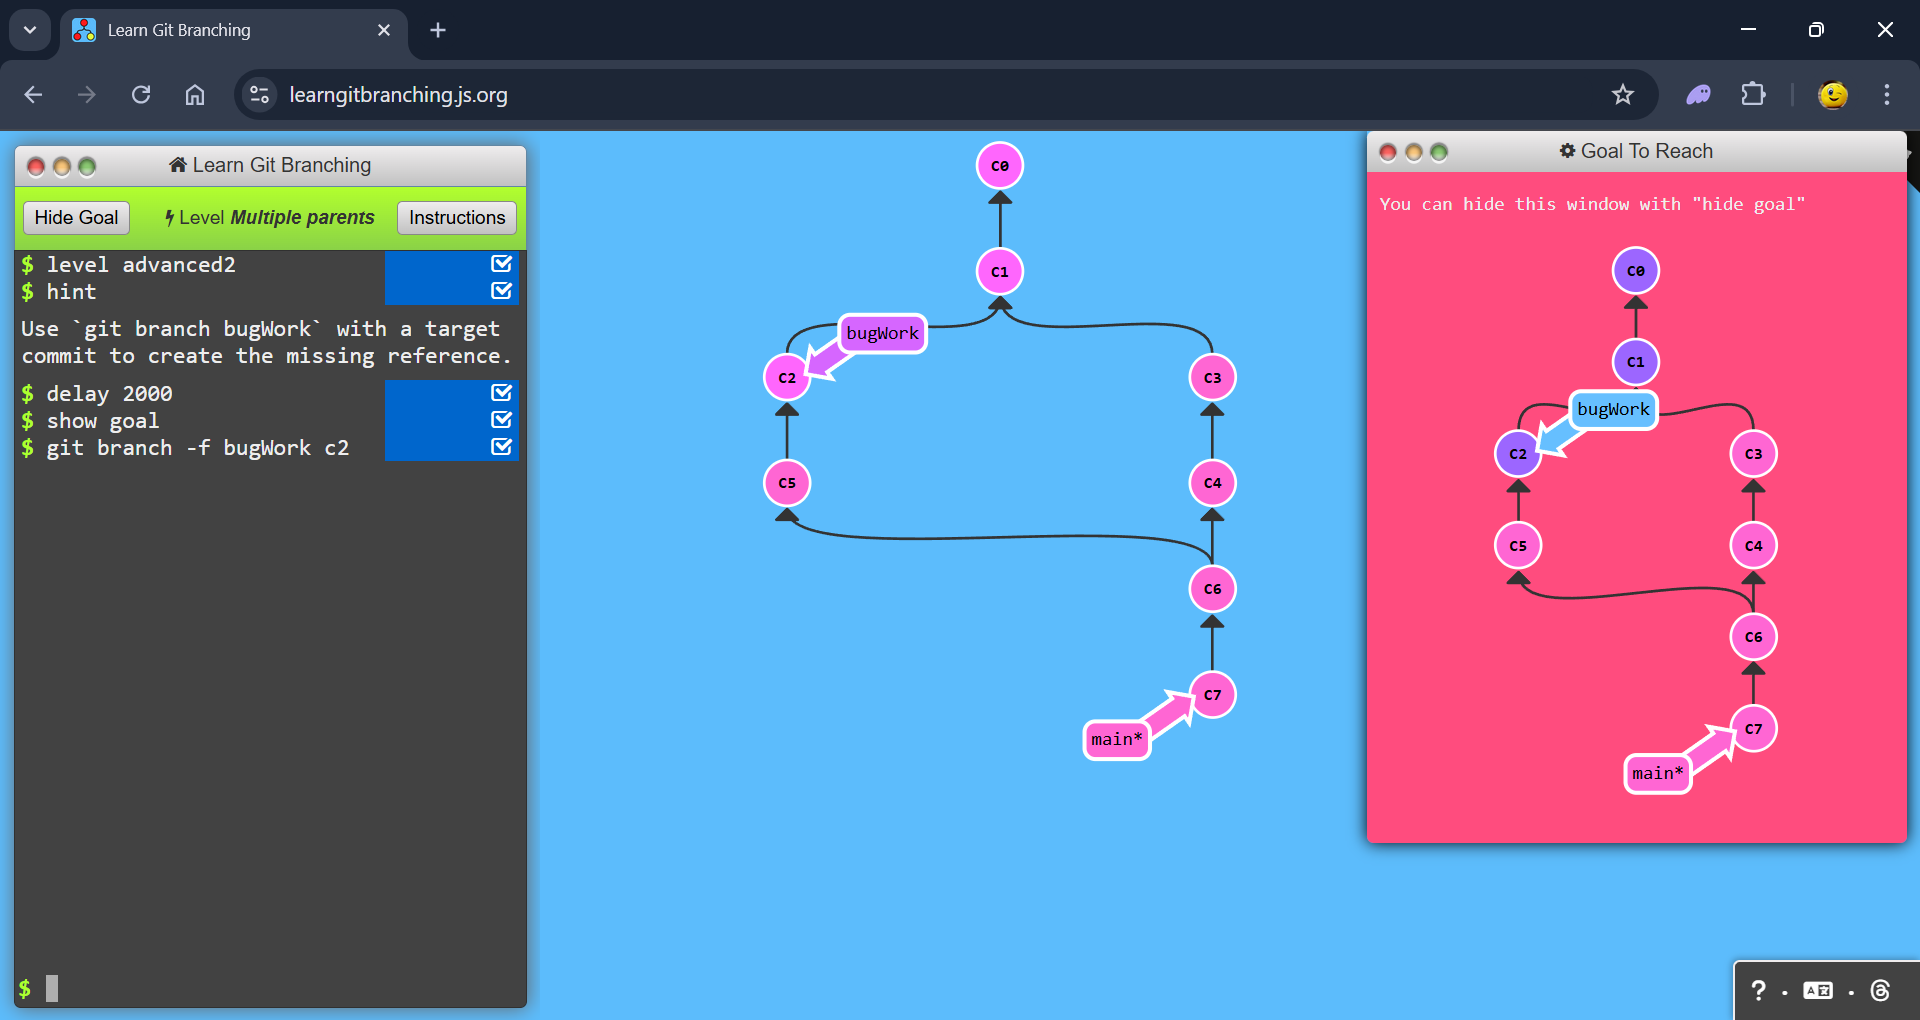 Learn Git Branching
learngitbranching.js.org
Learn Git Branching
Hide Goal
Level Multiple parents
Instructions
$ level advanced2
$ hint
Use `git branch bugWork` with a target
commit to create the missing reference.
$ delay 2000
$ show goal
$ git branch -f bugWork c2
$
C0
C1
bugWork
C2
C3
C5
C4
C6
C7
main*
Goal To Reach
You can hide this window with "hide goal"
C0
C1
bugWork
C2
C3
C5
C4
C6
C7
main*